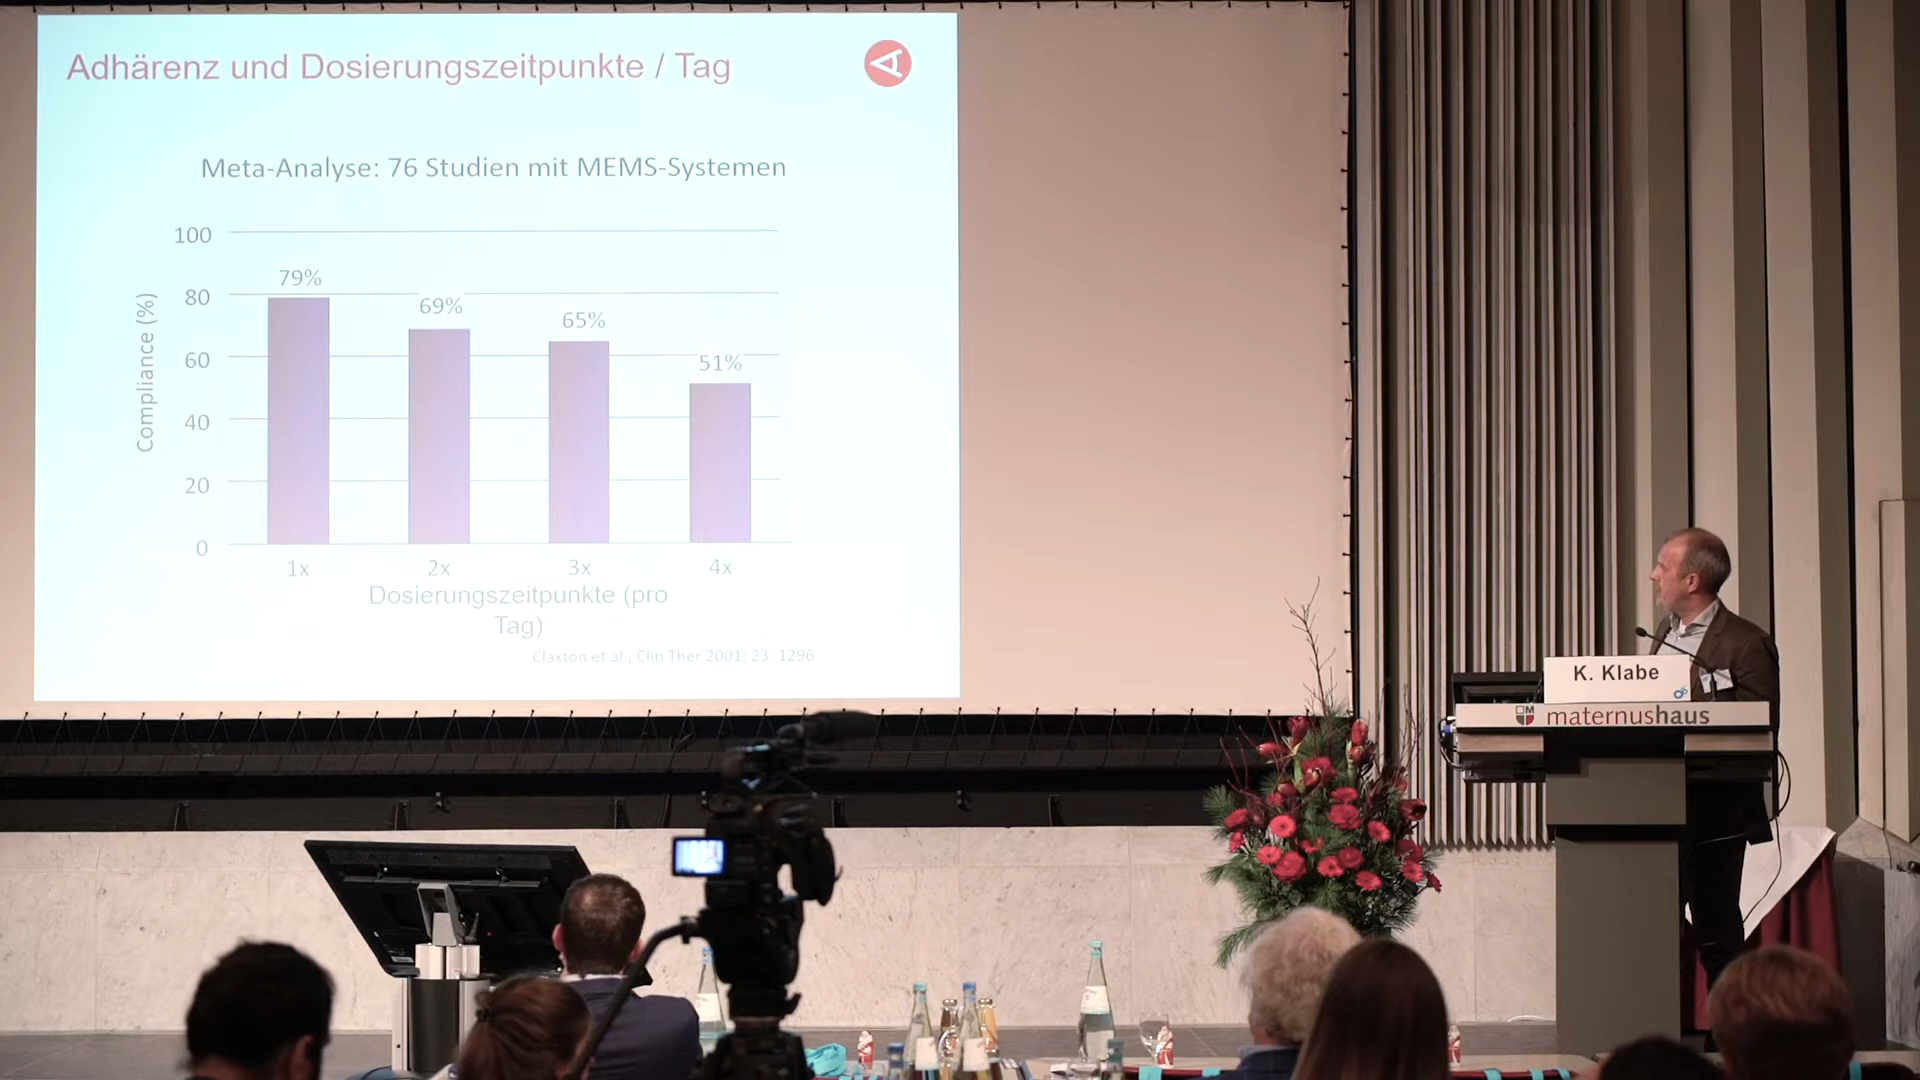 Adhärenz und Dosierungszeitpunkte / Tag
Meta-Analyse: 76 Studien mit MEMS-Systemen
Compliance (%)
100
80
60
40
20
0
79%
69%
65%
51%
1x
2x
3x
4x
Dosierungszeitpunkte (pro
Tag)
Claxton et al., Clin Ther 2001; 23: 1296
K. Klabe
M
maternushaus